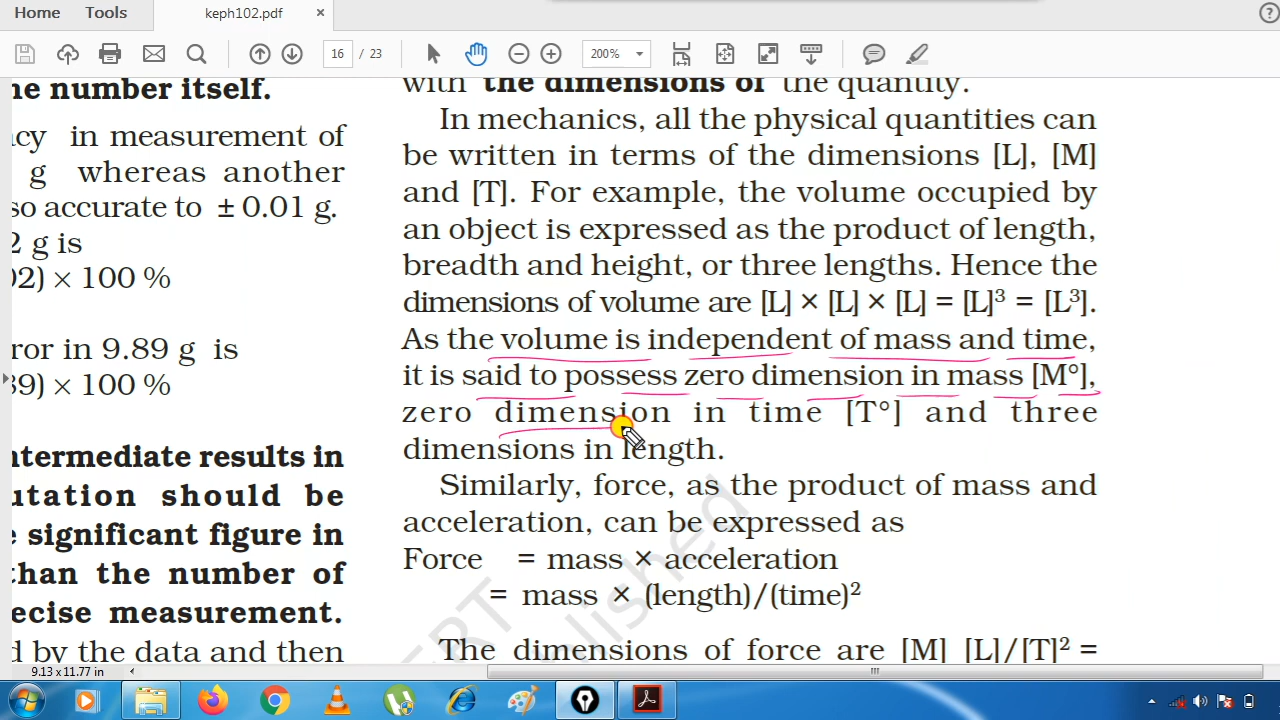 Home Tools keph102.pdf ×
16 / 23 200%
he number itself.
cy in measurement of
g whereas another
so accurate to ± 0.01 g.
2 g is
02) × 100 %
ror in 9.89 g is
89) × 100 %
ntermediate results in
utation should be
significant figure in
than the number of
ecise measurement.
d by the data and then
with the dimensions of the quantity.
In mechanics, all the physical quantities can
be written in terms of the dimensions [L], [M]
and [T]. For example, the volume occupied by
an object is expressed as the product of length,
breadth and height, or three lengths. Hence the
dimensions of volume are [L] × [L] × [L] = [L]³ = [L³].
As the volume is independent of mass and time,
it is said to possess zero dimension in mass [M°],
zero dimension in time [T°] and three
dimensions in length.
Similarly, force, as the product of mass and
acceleration, can be expressed as
Force = mass × acceleration
= mass × (length)/(time)²
The dimensions of force are [M] [L]/[T]² =
9.13 x 11.77 in